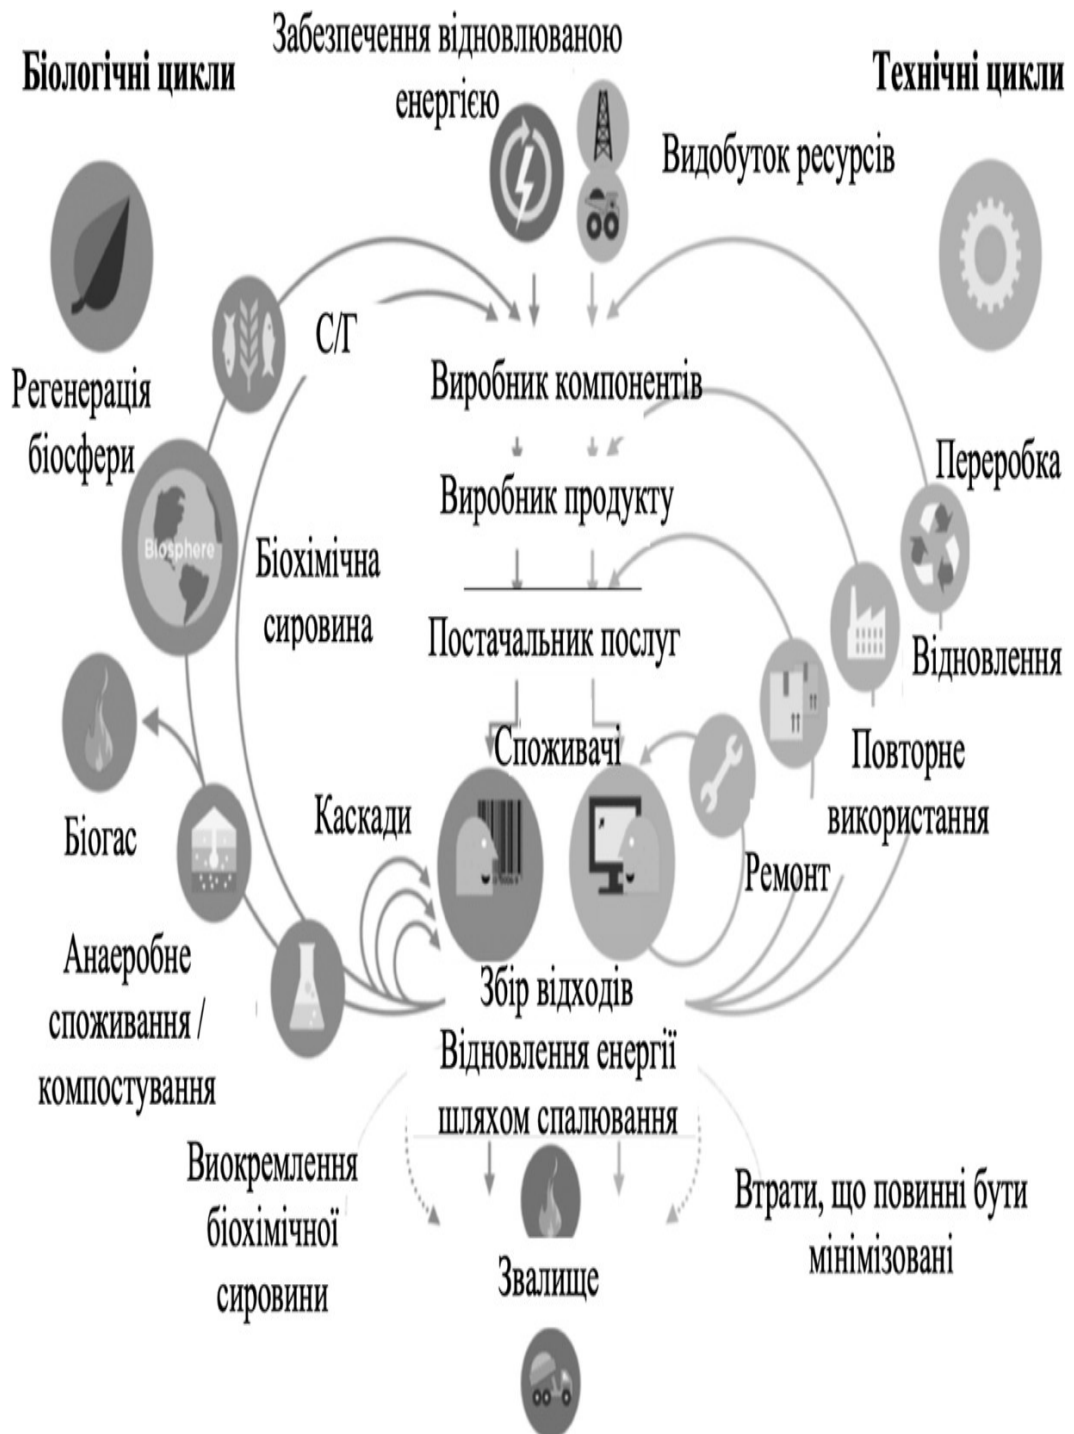 Забезпечення відновлюваною
енергією
Біологічні цикли
Технічні цикли
Видобуток ресурсів
С/Г
Регенерація
біосфери
Виробник компонентів
Переробка
Виробник продукту
Biosphere
Біохімічна
сировина
Постачальник послуг
Відновлення
Споживачі
Повторне
використання
Біогас
Каскади
Ремонт
Анаеробне
споживання /
компостування
Збір відходів
Відновлення енергії
шляхом спалювання
Виокремлення
біохімічної
сировини
Втрати, що повинні бути
мінімізовані
Звалище